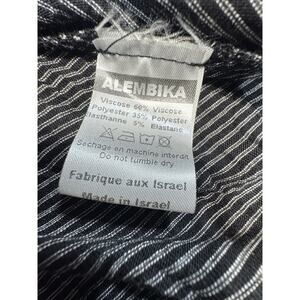 ALEMBIKA
Viscose 60% Viscose
Polyester 35% Polyester
Elasthanne 5% Elastane
Sechage en machine interdit
Do not tumble dry
Fabrique aux Israel
Made in Israel